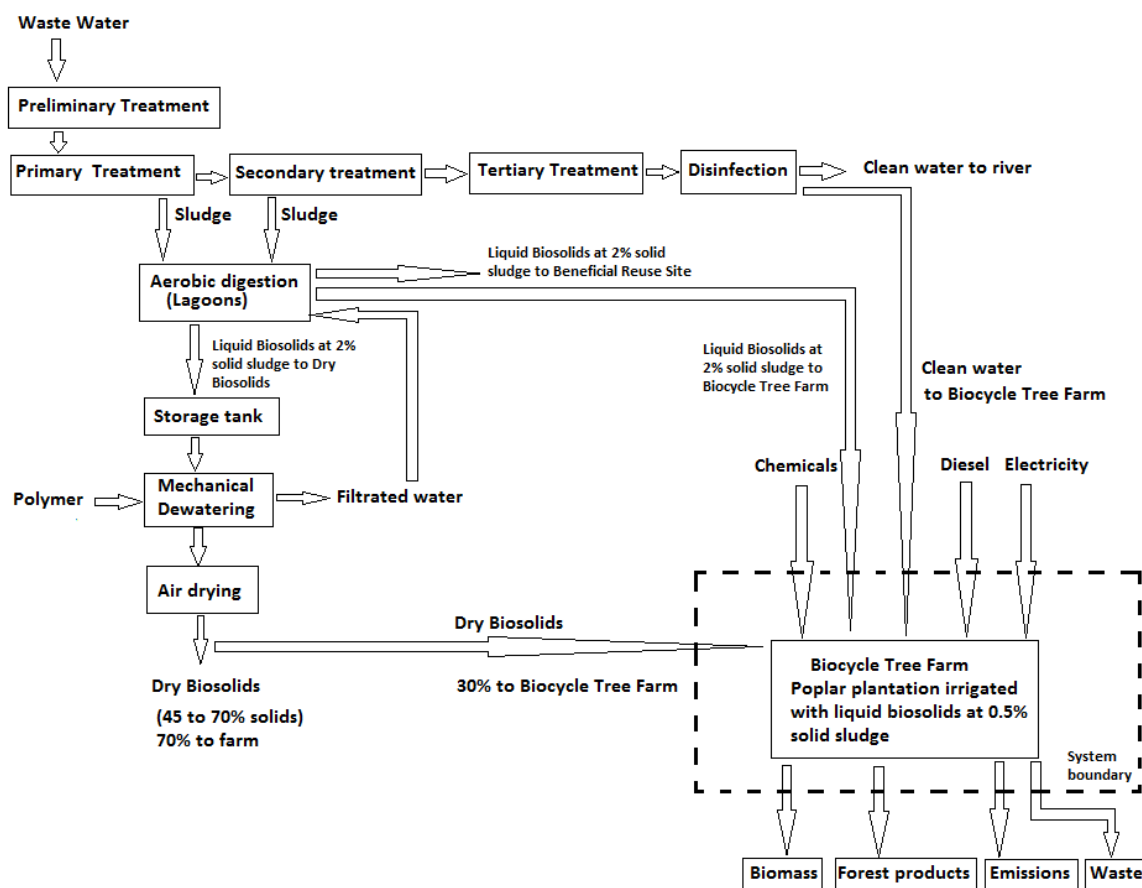 Waste Water
Preliminary Treatment
Primary Treatment
Secondary treatment
Tertiary Treatment
Disinfection
Clean water to river
Sludge
Sludge
Liquid Biosolids at 2% solid
sludge to Beneficial Reuse Site
Aerobic digestion
(Lagoons)
Liquid Biosolids at 2%
solid sludge to Dry
Biosolids
Liquid Biosolids at
2% solid sludge to
Biocycle Tree Farm
Clean water
to Biocycle Tree Farm
Storage tank
Chemicals
Diesel
Electricity
Polymer
Mechanical
Dewatering
Filtrated water
Air drying
Dry Biosolids
30% to Biocycle Tree Farm
Dry Biosolids
(45 to 70% solids)
70% to farm
Biocycle Tree Farm
Poplar plantation irrigated
with liquid biosolids at 0.5%
solid sludge
System
boundary
Biomass
Forest products
Emissions
Waste